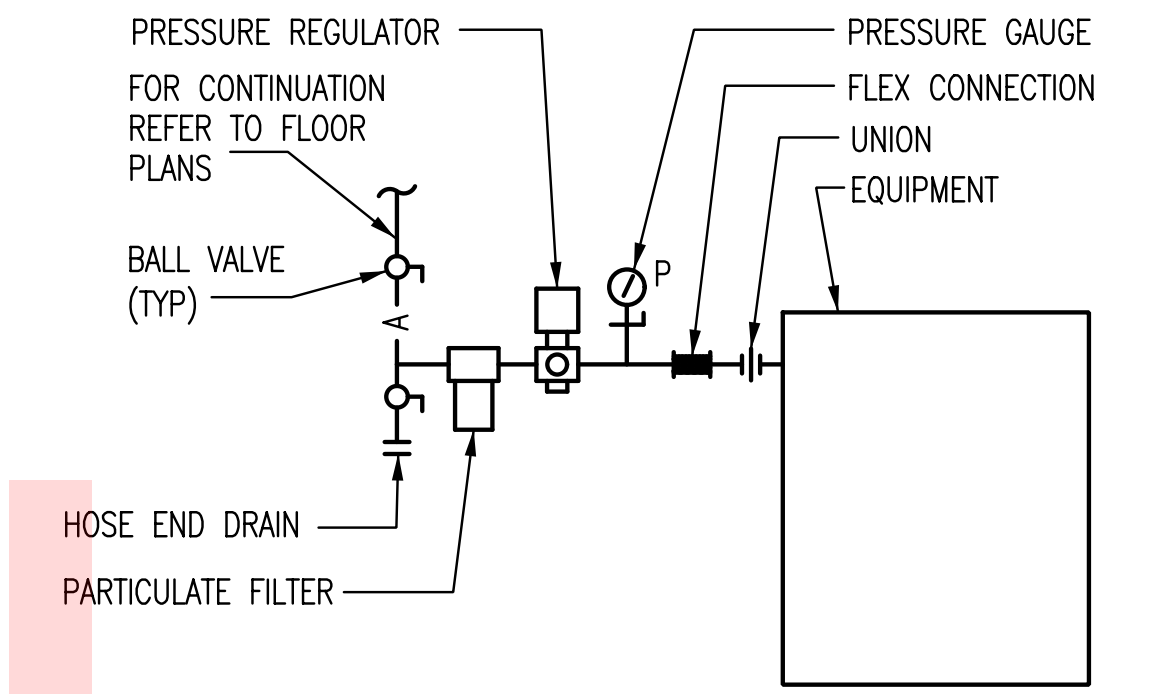 PRESSURE REGULATOR
FOR CONTINUATION
REFER TO FLOOR
PLANS
BALL VALVE
(TYP)
A
HOSE END DRAIN
PARTICULATE FILTER
PRESSURE GAUGE
FLEX CONNECTION
UNION
EQUIPMENT
P